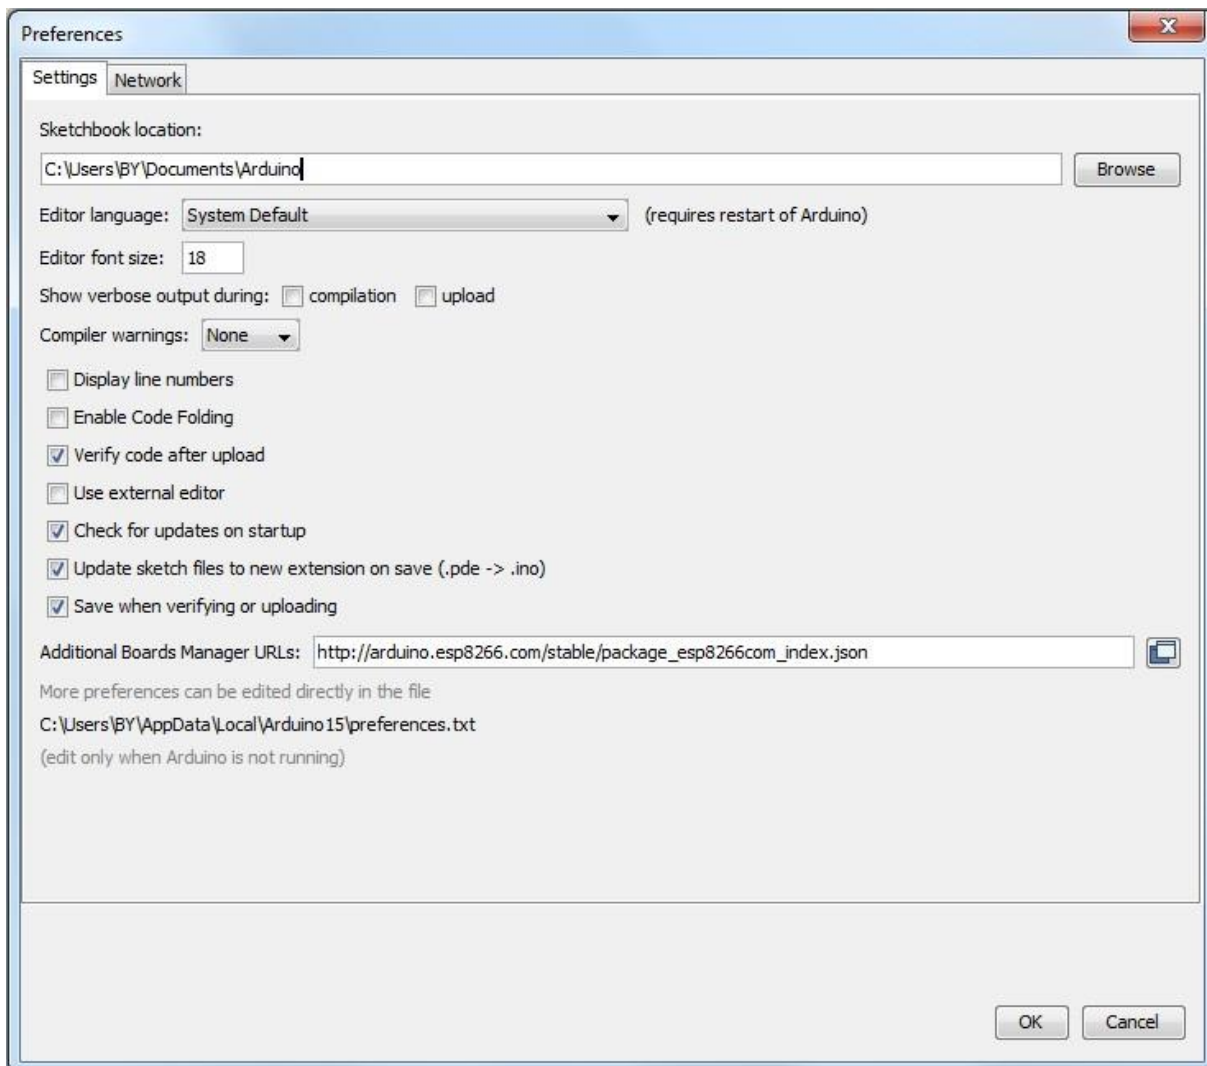 Preferences
Settings Network
Sketchbook location:
C:\Users\BY\Documents\Arduino Browse
Editor language: System Default (requires restart of Arduino)
Editor font size: 18
Show verbose output during: compilation upload
Compiler warnings: None
Display line numbers
Enable Code Folding
Verify code after upload
Use external editor
Check for updates on startup
Update sketch files to new extension on save (.pde -> .ino)
Save when verifying or uploading
Additional Boards Manager URLs: http://arduino.esp8266.com/stable/package_esp8266com_index.json
More preferences can be edited directly in the file
C:\Users\BY\AppData\Local\Arduino15\preferences.txt
(edit only when Arduino is not running)
OK Cancel